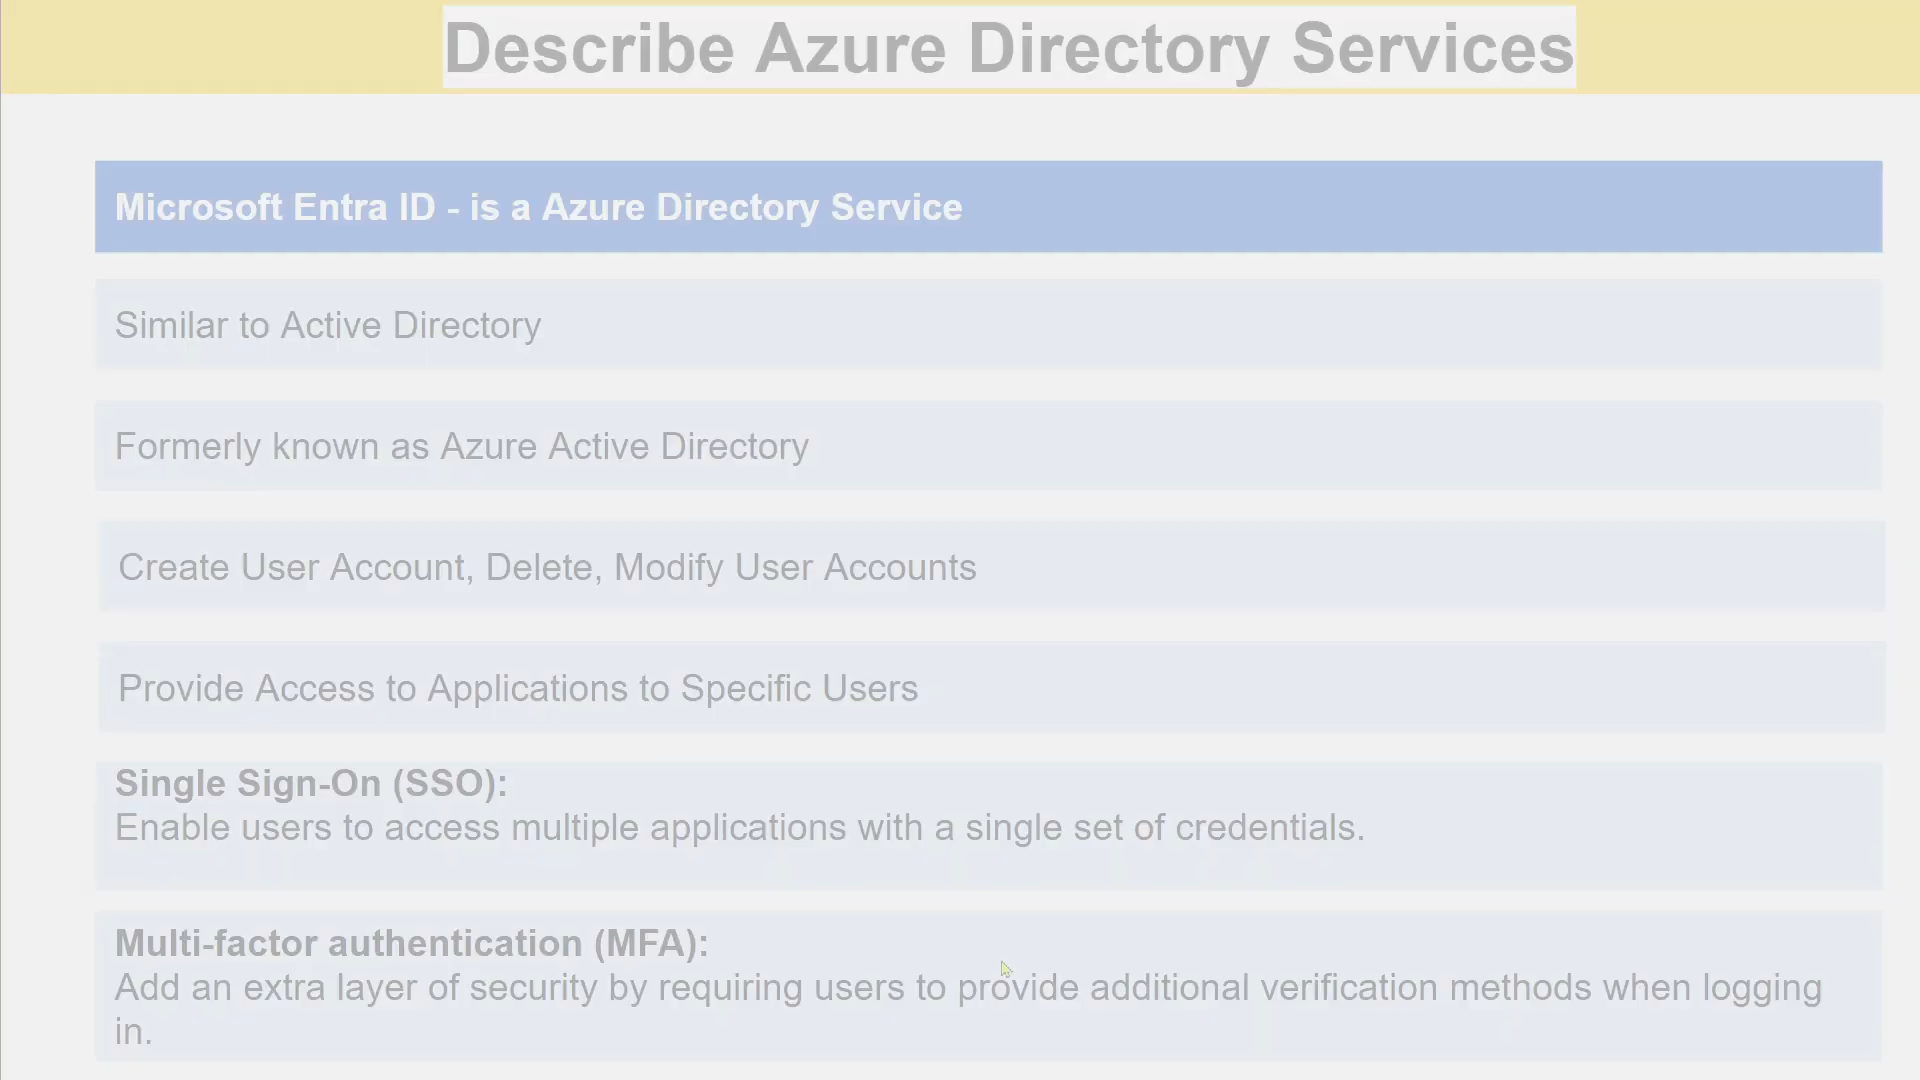 Describe Azure Directory Services
Microsoft Entra ID - is a Azure Directory Service
Similar to Active Directory
Formerly known as Azure Active Directory
Create User Account, Delete, Modify User Accounts
Provide Access to Applications to Specific Users
Single Sign-On (SSO):
Enable users to access multiple applications with a single set of credentials.
Multi-factor authentication (MFA):
Add an extra layer of security by requiring users to provide additional verification methods when logging
in.